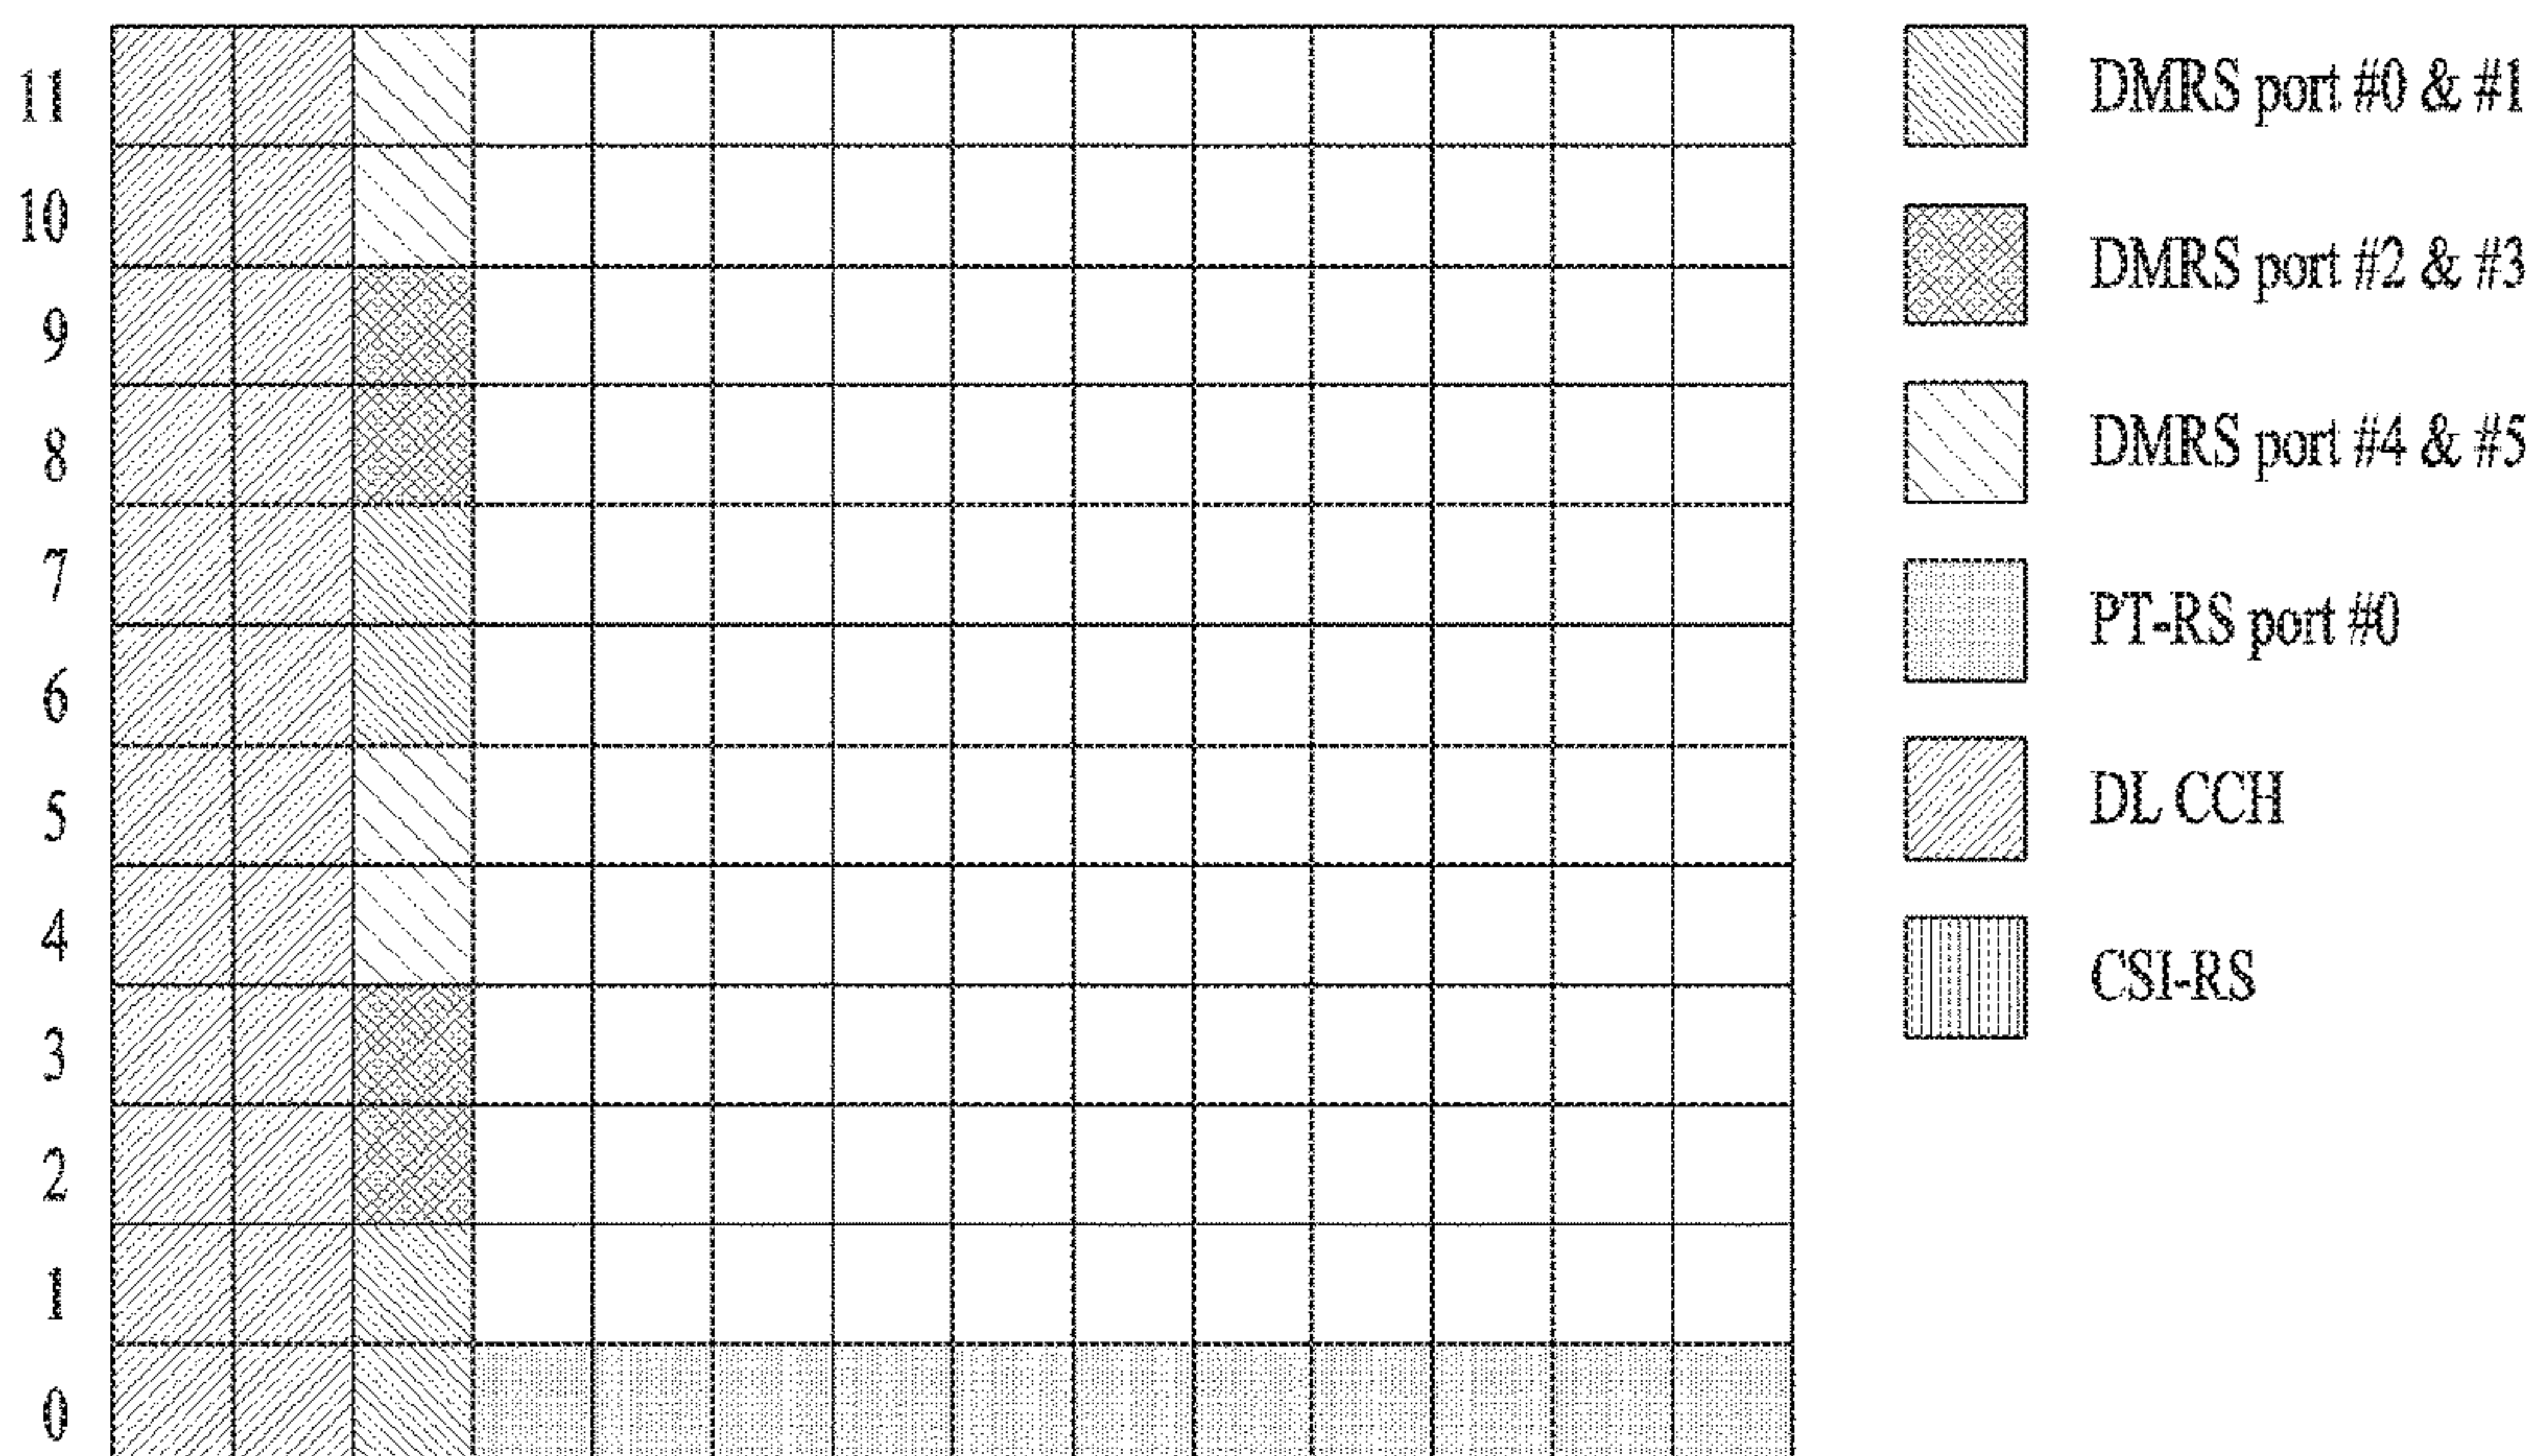 11
10
9
8
7
6
5
4
3
2
1
0
DMRS port #0 & #1
DMRS port #2 & #3
DMRS port #4 & #5
PT-RS port #0
DL CCH
CSI-RS